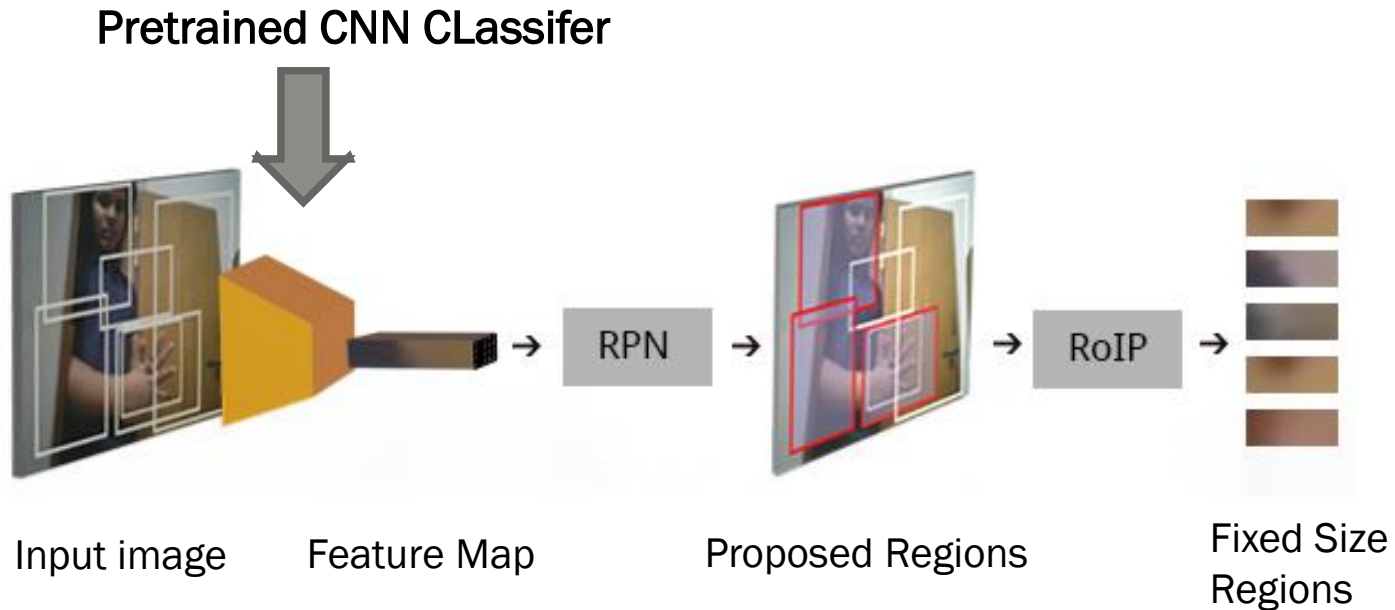 Pretrained CNN CLassifer
RPN
RoIP
Input image
Feature Map
Proposed Regions
Fixed Size
Regions